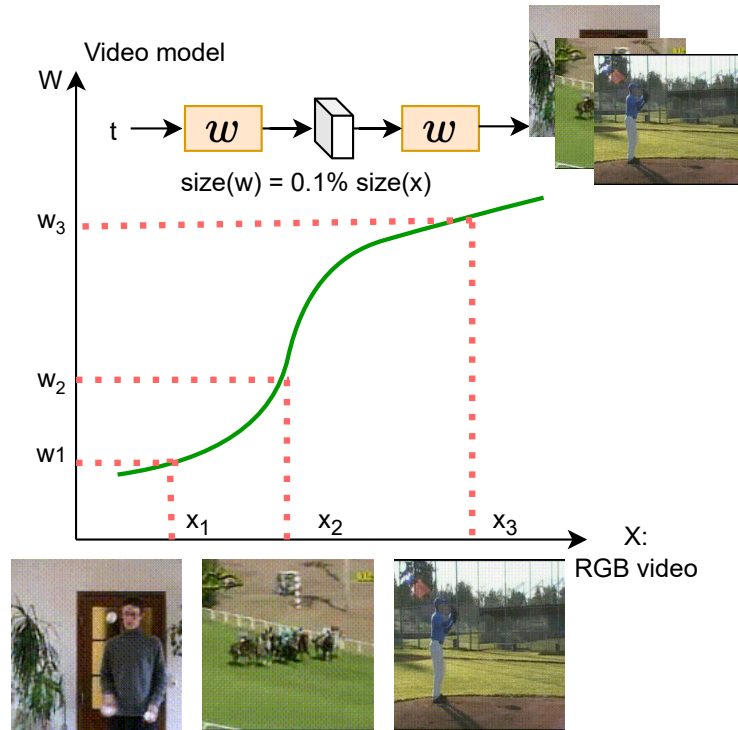 Video model
W
t
w
w
size(w) = 0.1% size(x)
w3
w2
w1
x1
x2
x3
X:
RGB video